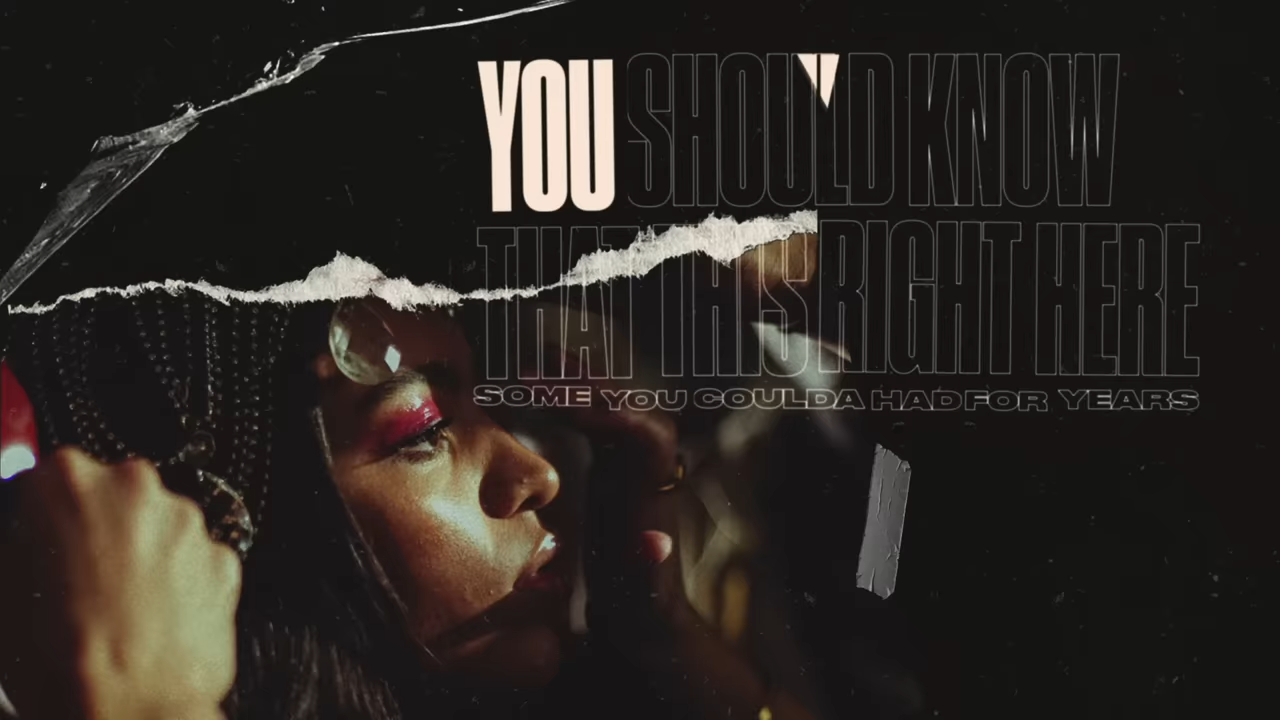 YOU SHOULD KNOW
THAT THIS RIGHT HERE
SOME YOU COULDA HAD FOR YEARS